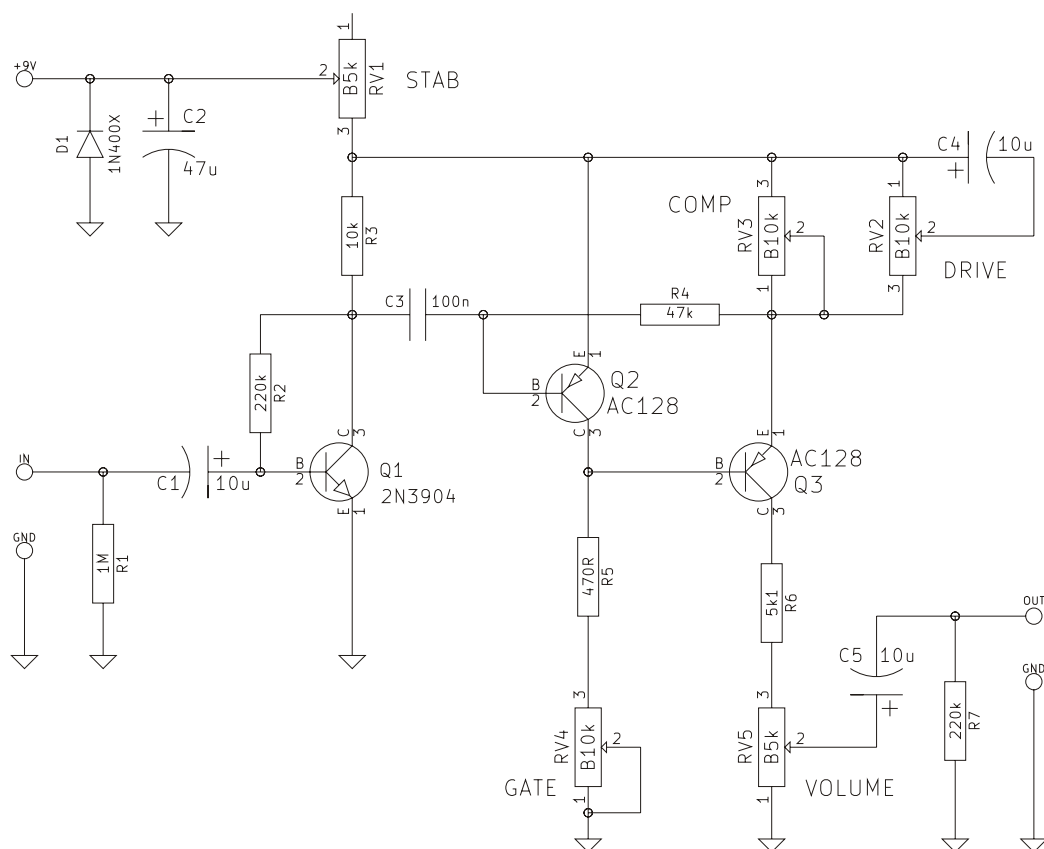 +9V
D1
1N400X
C2
+
47u
1
2
B5k
RV1
3
STAB
10k
R3
COMP
3
RV3
B10k
2
1
1
RV2
B10k
2
3
DRIVE
C4
10u
+
C3
100n
R4
47k
220k
R2
E
1
B
2
Q2
AC128
C
3
IN
C1
+
10u
C
3
B
2
Q1
2N3904
E
1
E
1
B
2
AC128
Q3
C
3
GND
1M
R1
470R
R5
5k1
R6
OUT
C5
10u
+
GND
220k
R7
3
RV4
B10k
2
1
GATE
3
RV5
B5k
2
1
VOLUME